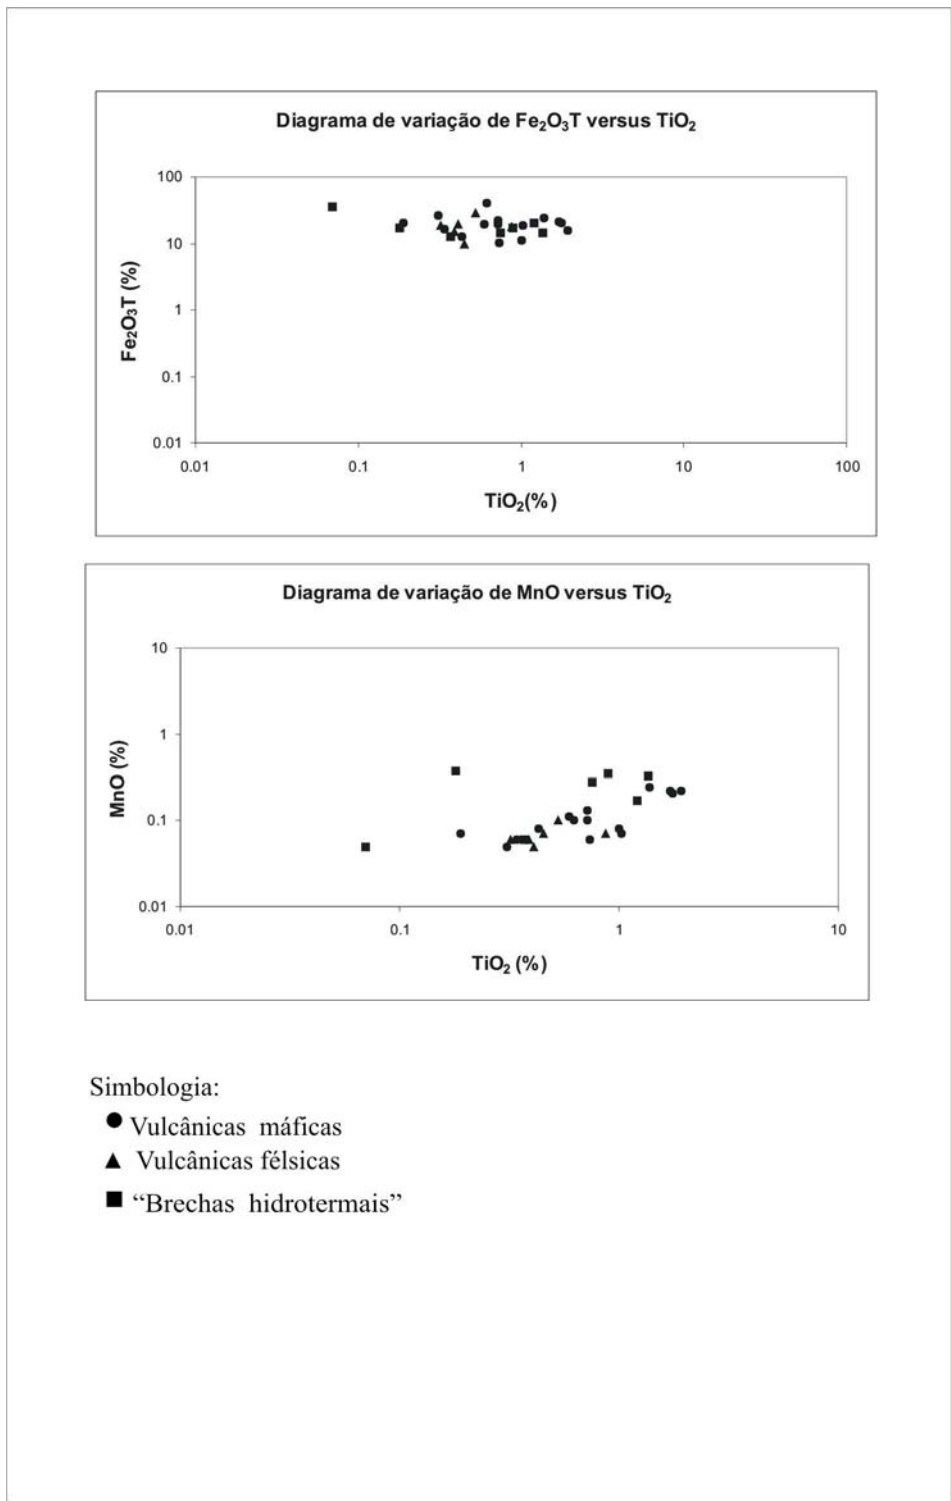 Diagrama de variação de Fe₂O₃T versus TiO₂
100
10
1
0.1
0.01
Fe₂O₃T (%)
0.01 0.1 1 10 100
TiO₂(%)
Diagrama de variação de MnO versus TiO₂
10
1
0.1
0.01
MnO (%)
0.01 0.1 1 10
TiO₂ (%)
Simbologia:
Vulcânicas máficas
Vulcânicas félsicas
“Brechas hidrotermais”